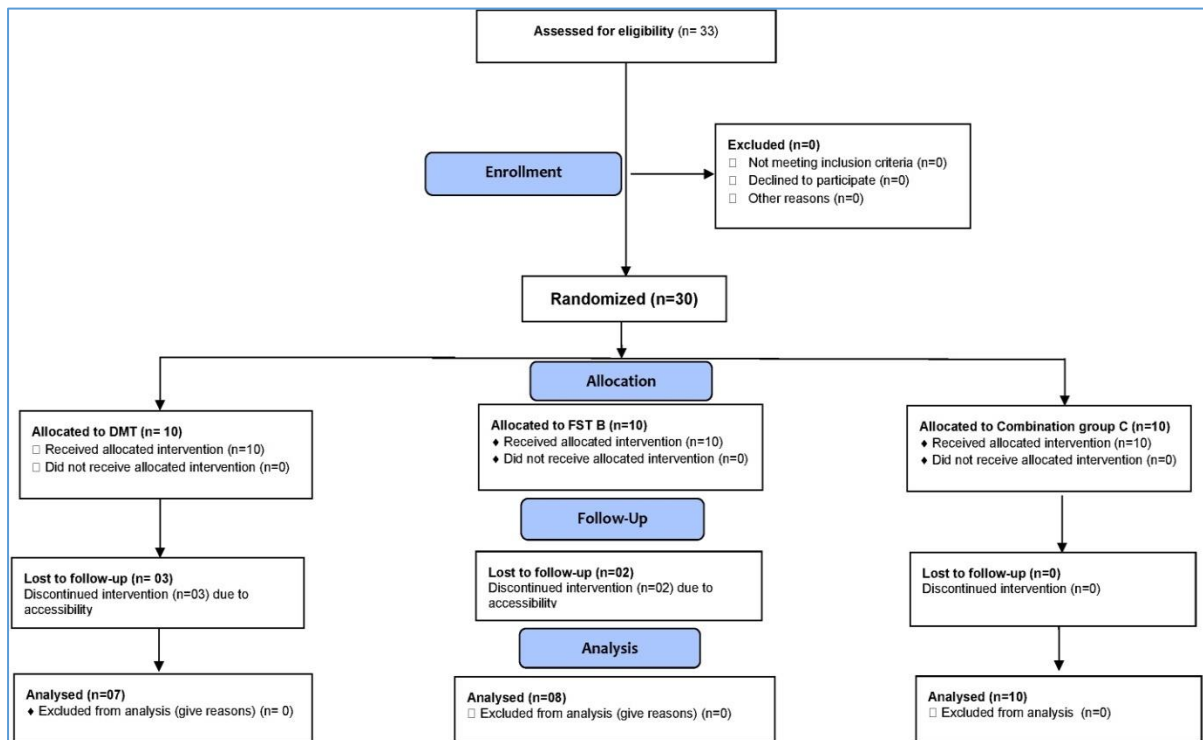 Assessed for eligibility (n= 33)
Enrollment
Excluded (n=0)
□ Not meeting inclusion criteria (n=0)
□ Declined to participate (n=0)
□ Other reasons (n=0)
Randomized (n=30)
Allocation
Allocated to DMT (n= 10)
□ Received allocated intervention (n=10)
□ Did not receive allocated intervention (n=0)
Allocated to FST B (n=10)
♦ Received allocated intervention (n=10)
♦ Did not receive allocated intervention (n=0)
Allocated to Combination group C (n=10)
♦ Received allocated intervention (n=10)
♦ Did not receive allocated intervention (n=0)
Follow-Up
Lost to follow-up (n= 03)
Discontinued intervention (n=03) due to
accessibility
Lost to follow-up (n=02)
Discontinued intervention (n=02) due to
accessibility
Lost to follow-up (n=0)
Discontinued intervention (n=0)
Analysis
Analysed (n=07)
♦ Excluded from analysis (give reasons) (n= 0)
Analysed (n=08)
□ Excluded from analysis (give reasons) (n=0)
Analysed (n=10)
□ Excluded from analysis (n=0)